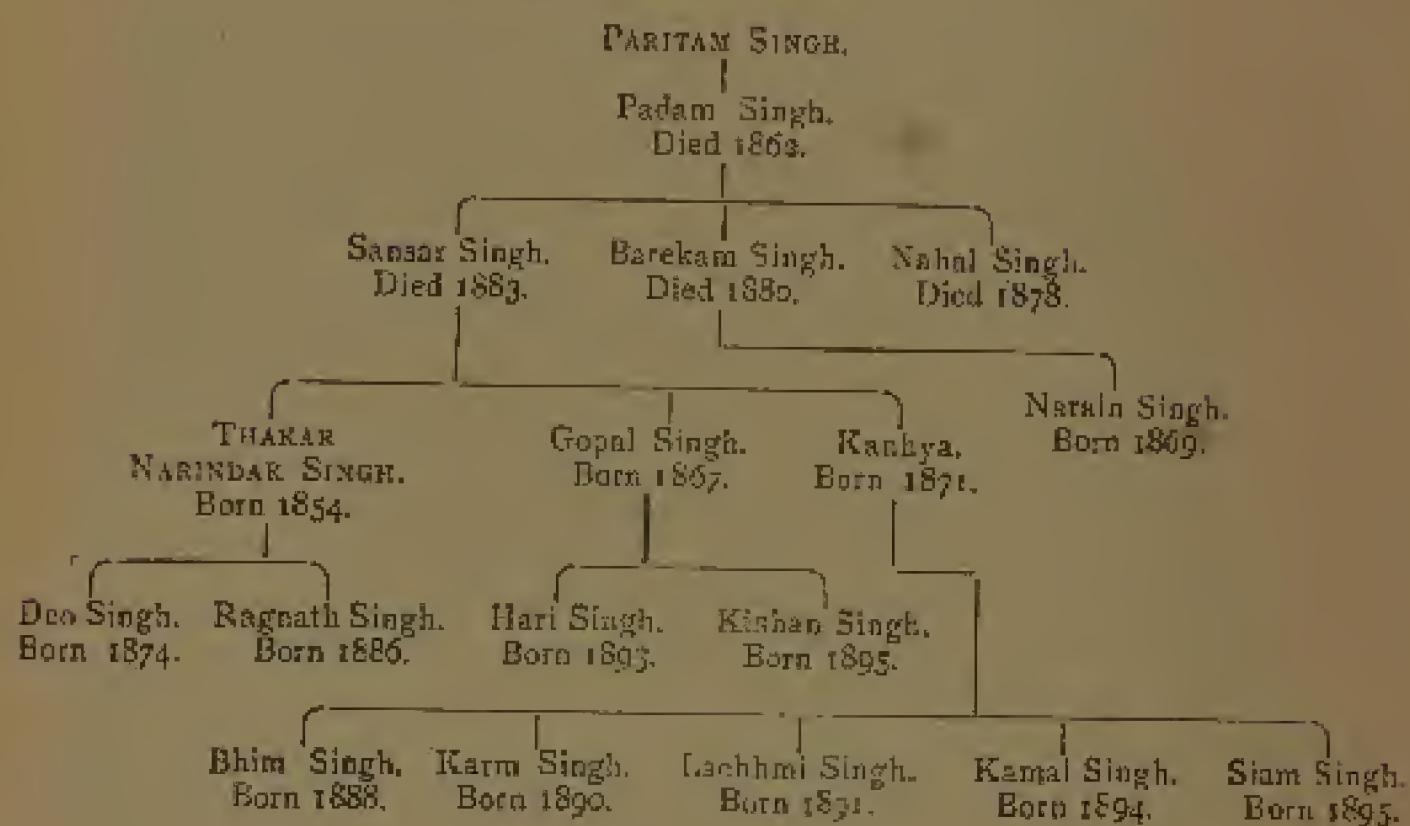 PARITAM SINGH.
Padam Singh.
Died 1862.
Sansar Singh. Barekam Singh. Nahal Singh.
Died 1883. Died 1880. Died 1878.
Narain Singh.
Born 1869.
THAKAR
NARINDAR SINGH.
Born 1854.
Gopal Singh.
Born 1867.
Kanhya.
Born 1871.
Deo Singh. Ragnath Singh. Hari Singh. Kishan Singh.
Born 1874. Born 1886. Born 1893. Born 1895.
Bhim Singh. Karm Singh. Lachhmi Singh. Kamal Singh. Siam Singh.
Born 1888. Born 1890. Born 1891. Born 1894. Born 1895.